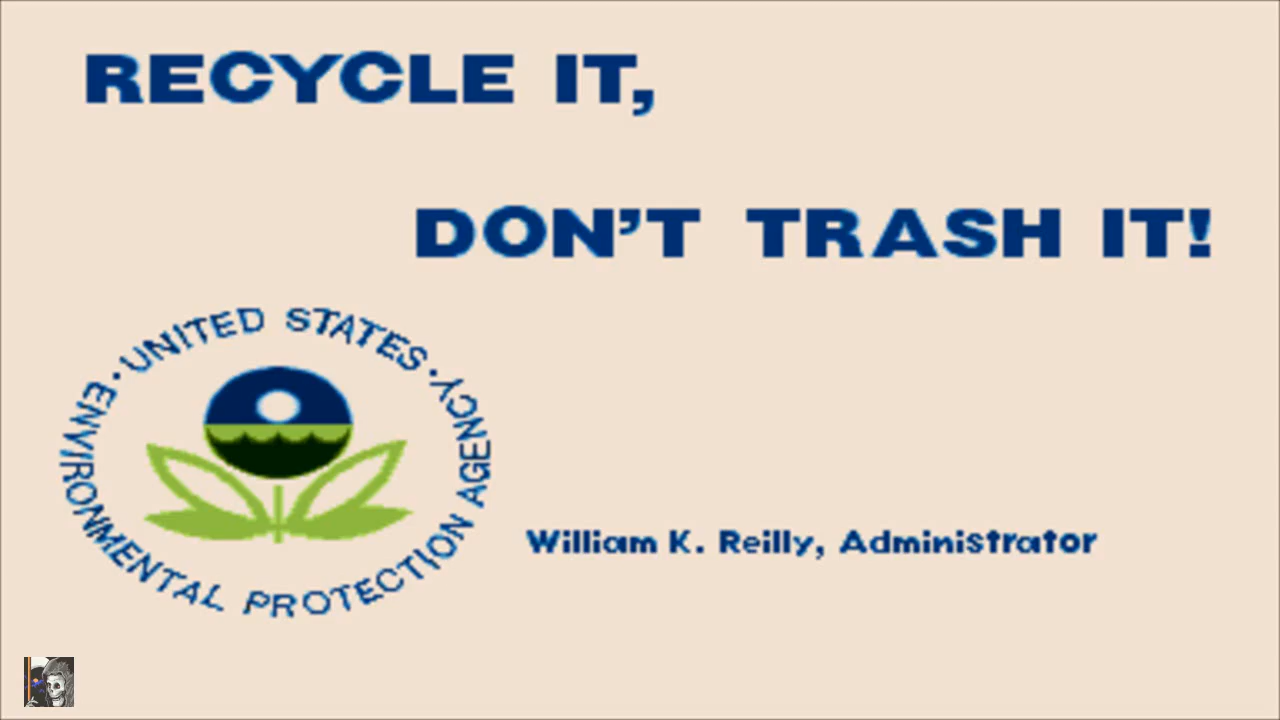 RECYCLE IT,
DON'T TRASH IT!
UNITED STATES
ENVIRONMENTAL PROTECTION AGENCY
William K. Reilly, Administrator